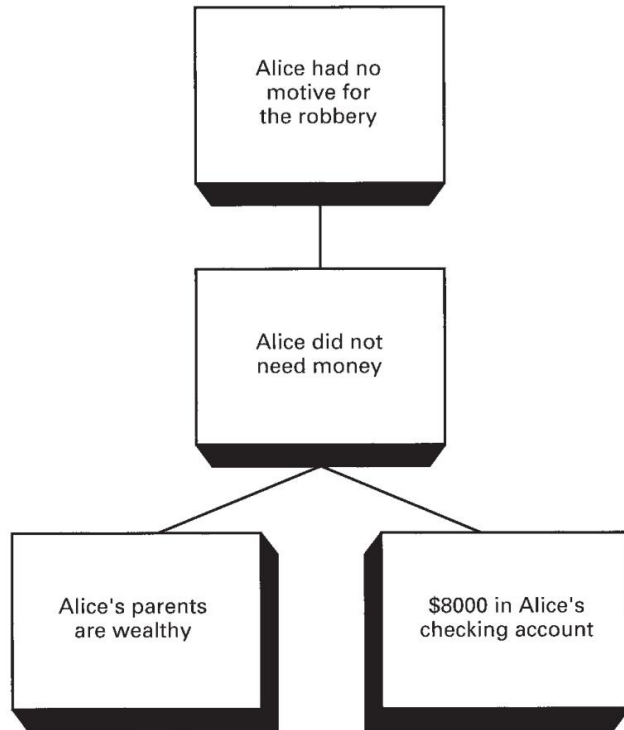 Alice had no
motive for
the robbery
Alice did not
need money
Alice's parents
are wealthy
$8000 in Alice's
checking account